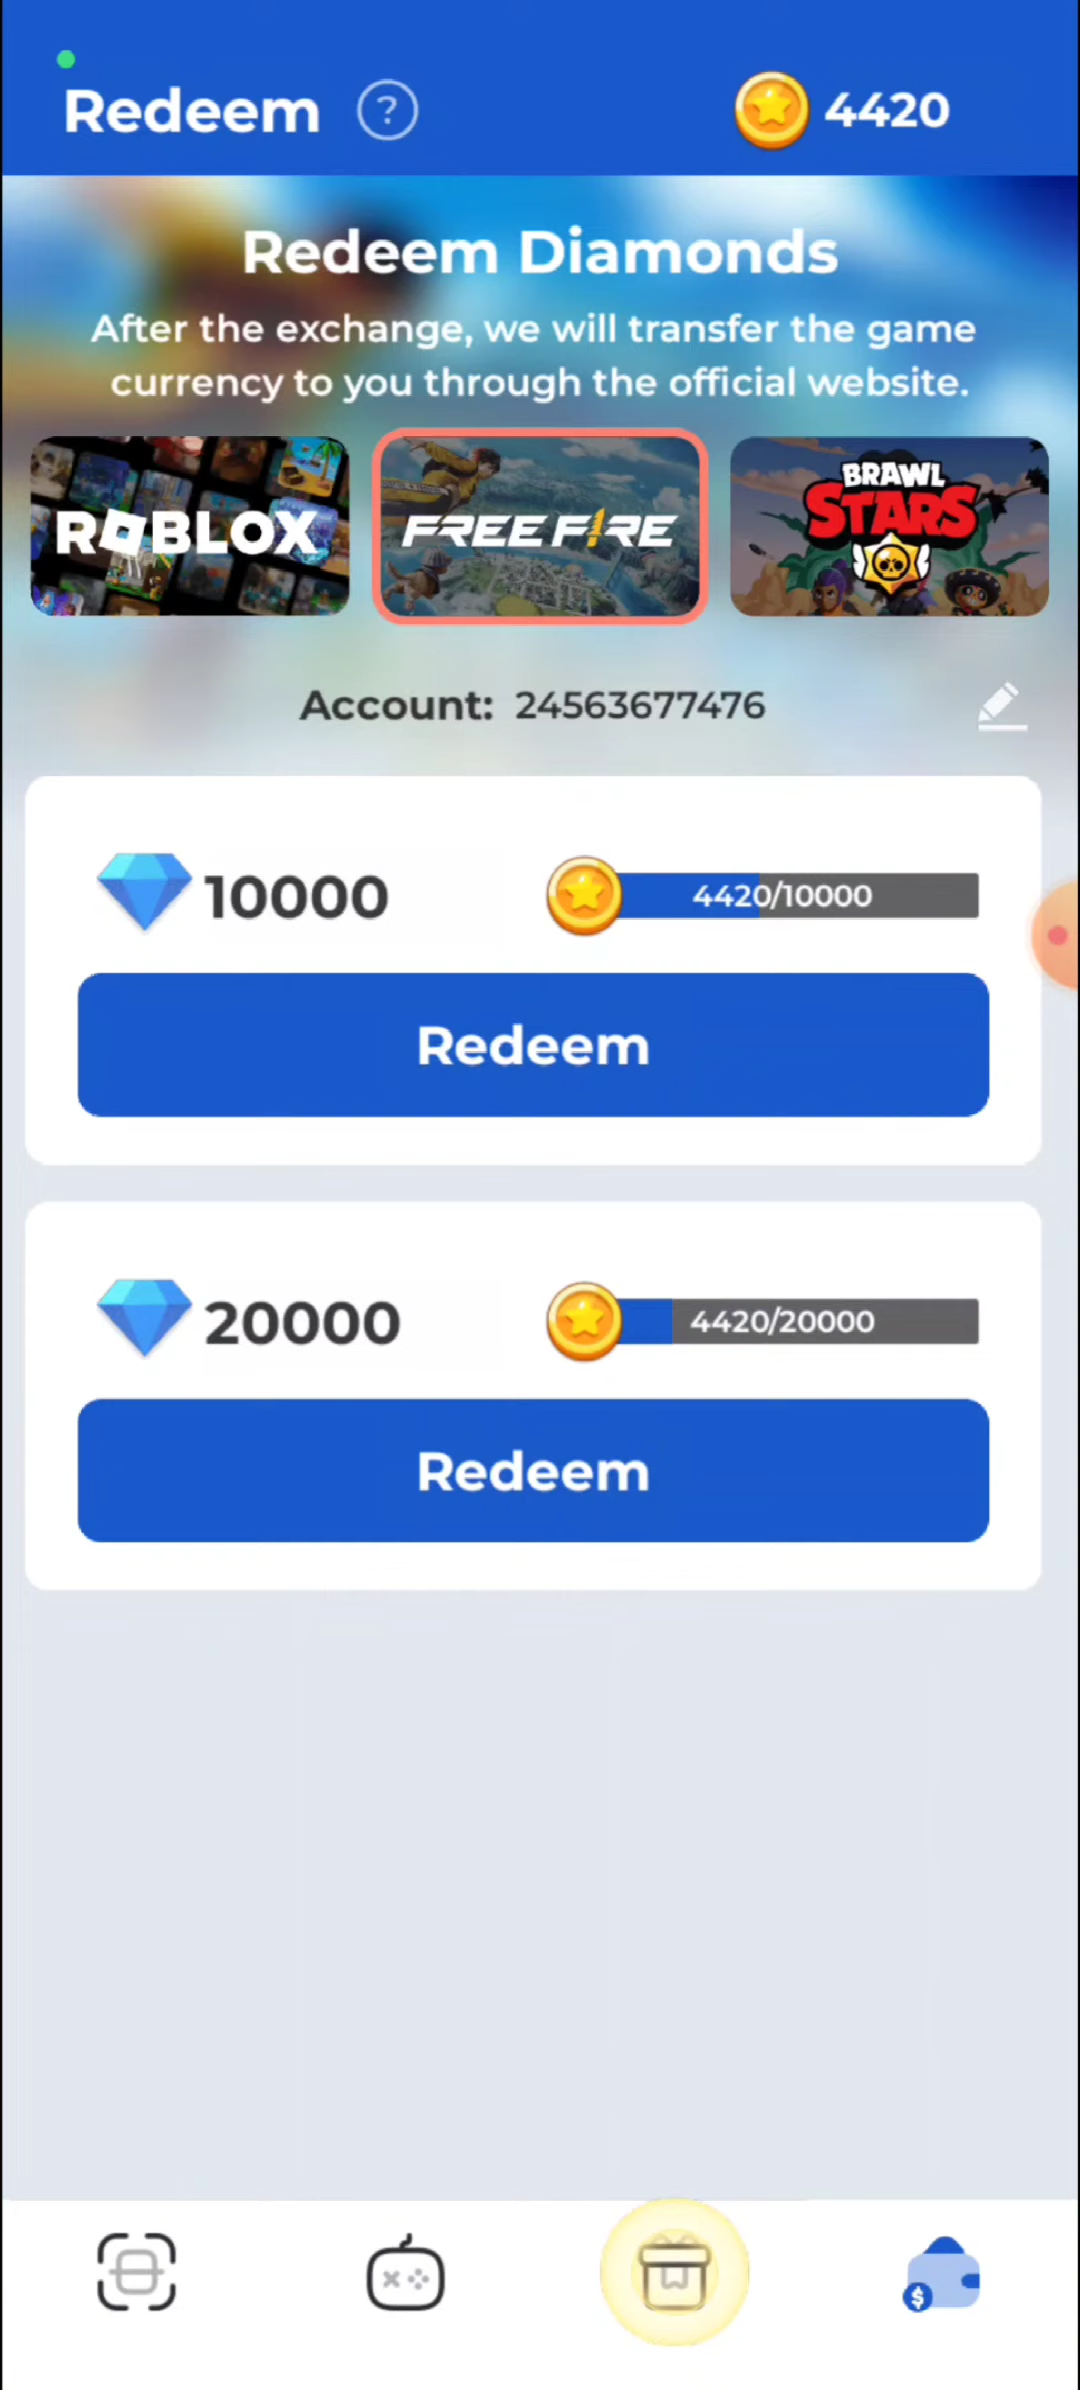 Redeem ? 4420
Redeem Diamonds
After the exchange, we will transfer the game
currency to you through the official website.
ROBLOX
FREE FIRE
BRAWL
STARS
Account: 24563677476
10000 4420/10000
Redeem
20000 4420/20000
Redeem
$